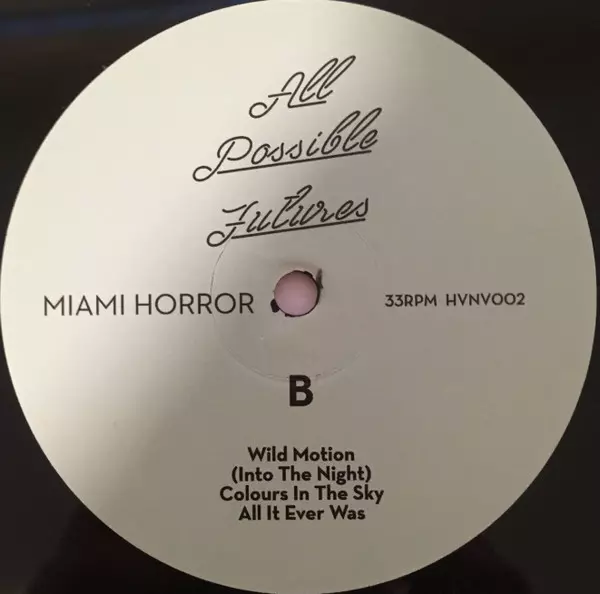 All
Possible
Futures
MIAMI HORROR
33RPM HVNV002
B
Wild Motion
(Into The Night)
Colours In The Sky
All It Ever Was